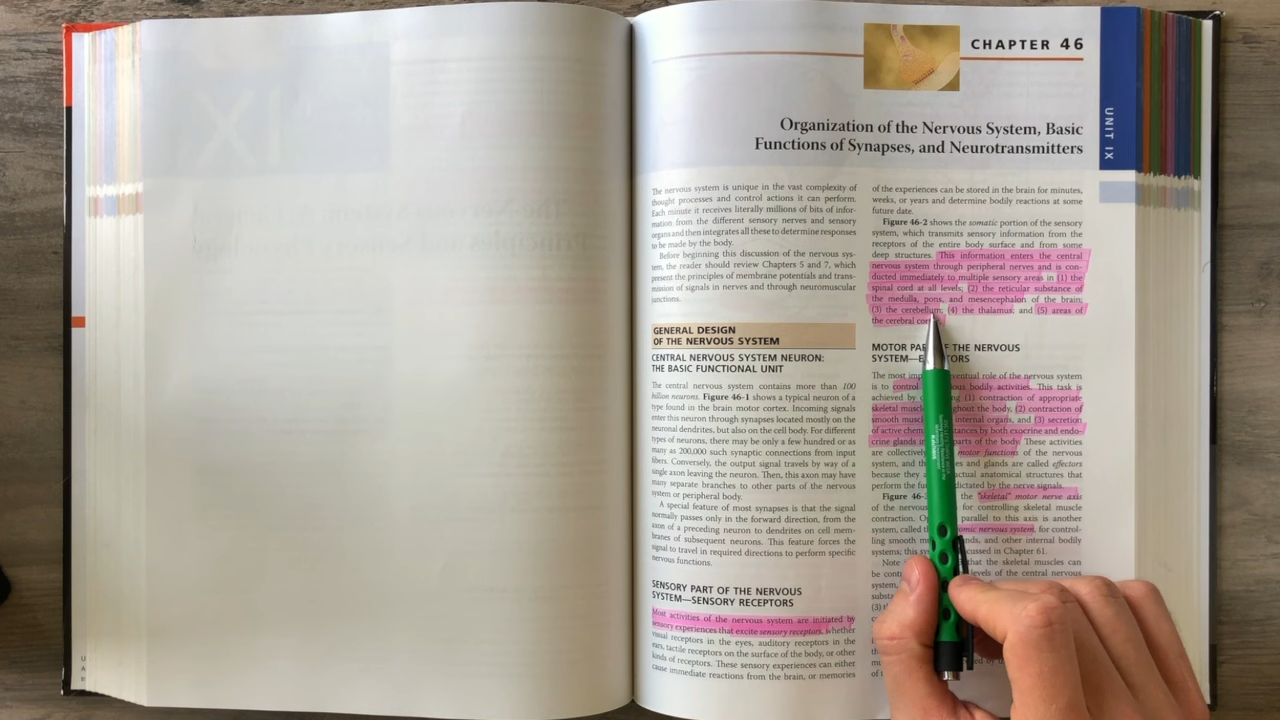 CHAPTER 46
UNIT IX
Organization of the Nervous System, Basic
Functions of Synapses, and Neurotransmitters
The nervous system is unique in the vast complexity of
thought processes and control actions it can perform.
Each minute it receives literally millions of bits of infor-
mation from the different sensory nerves and sensory
organs and then integrates all these to determine responses
to be made by the body.
Before beginning this discussion of the nervous sys-
tem, the reader should review Chapters 5 and 7, which
present the principles of membrane potentials and trans-
mission of signals in nerves and through neuromuscular
junctions.
GENERAL DESIGN
OF THE NERVOUS SYSTEM
CENTRAL NERVOUS SYSTEM NEURON:
THE BASIC FUNCTIONAL UNIT
The central nervous system contains more than 100
billion neurons. Figure 46-1 shows a typical neuron of a
type found in the brain motor cortex. Incoming signals
enter this neuron through synapses located mostly on the
neuronal dendrites, but also on the cell body. For different
types of neurons, there may be only a few hundred or as
many as 200,000 such synaptic connections from input
fibers. Conversely, the output signal travels by way of a
single axon leaving the neuron. Then, this axon may have
many separate branches to other parts of the nervous
system or peripheral body.
A special feature of most synapses is that the signal
normally passes only in the forward direction, from the
axon of a preceding neuron to dendrites on cell mem-
branes of subsequent neurons. This feature forces the
signal to travel in required directions to perform specific
nervous functions.
SENSORY PART OF THE NERVOUS
SYSTEM—SENSORY RECEPTORS
Most activities of the nervous system are initiated by
sensory experiences that excite sensory receptors, whether
visual receptors in the eyes, auditory receptors in the
ears, tactile receptors on the surface of the body, or other
kinds of receptors. These sensory experiences can either
cause immediate reactions from the brain, or memories
of the experiences can be stored in the brain for minutes,
weeks, or years and determine bodily reactions at some
future date.
Figure 46-2 shows the somatic portion of the sensory
system, which transmits sensory information from the
receptors of the entire body surface and from some
deep structures. This information enters the central
nervous system through peripheral nerves and is con-
ducted immediately to multiple sensory areas in (1) the
spinal cord at all levels; (2) the reticular substance of
the medulla, pons, and mesencephalon of the brain;
(3) the cerebellum; (4) the thalamus; and (5) areas of
the cerebral
MOTOR PART OF THE NERVOUS
The most eventual role of the nervous system
is to control bodily activities. This task is
achieved by (1) contraction of appropriate
skeletal the body, (2) contraction of
smooth internal organs, and (3) secretion
of active by both exocrine and endo-
crine glands parts of the body. These activities
are collectively motor functions of the nervous
system, and and glands are called effectors
because they actual anatomical structures that
perform the dictated by the nerve signals.
Figure the "skeletal" motor nerve axis
of the nervous for controlling skeletal muscle
contraction. parallel to this axis is another
system, called nervous system, for control-
ling smooth and other internal bodily
systems; this Chapter 61.
Note that the skeletal muscles can
be levels of the central nervous
system,
(3)
of